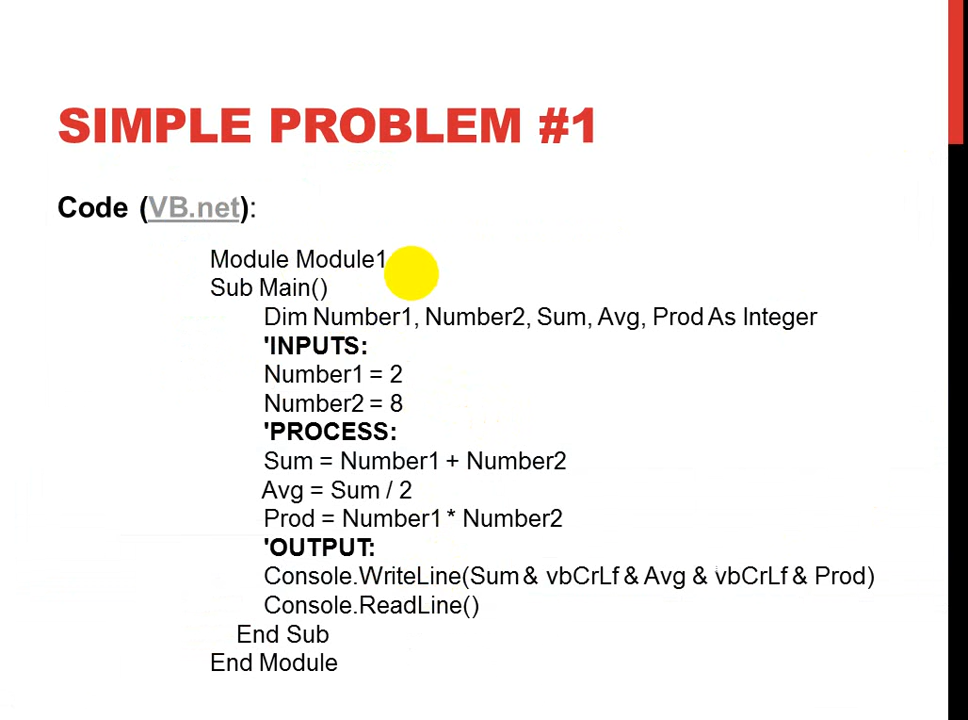 SIMPLE PROBLEM #1
Code (VB.net):
Module Module1
Sub Main()
Dim Number1, Number2, Sum, Avg, Prod As Integer
'INPUTS:
Number1 = 2
Number2 = 8
'PROCESS:
Sum = Number1 + Number2
Avg = Sum / 2
Prod = Number1 * Number2
'OUTPUT:
Console.WriteLine(Sum & vbCrLf & Avg & vbCrLf & Prod)
Console.ReadLine()
End Sub
End Module